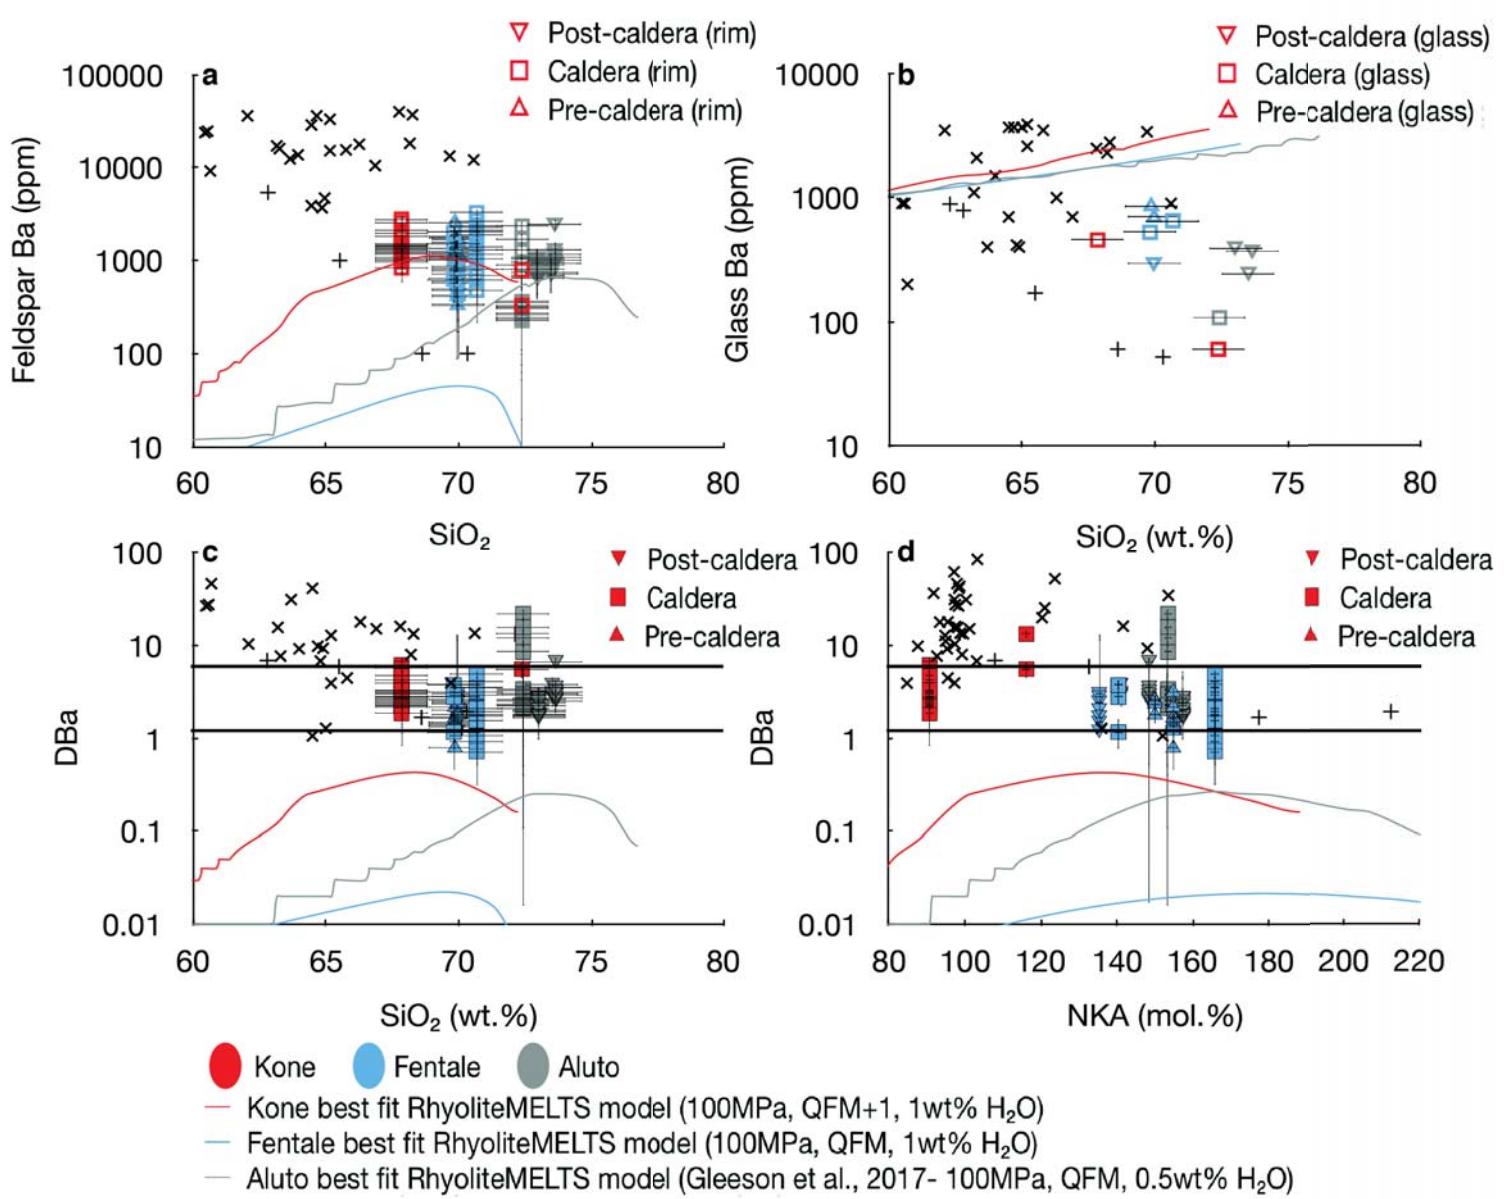 Post-caldera (rim)
Caldera (rim)
Pre-caldera (rim)
a
100000
10000
1000
100
10
Feldspar Ba (ppm)
60 65 70 75 80
SiO₂
Post-caldera (glass)
Caldera (glass)
Pre-caldera (glass)
b
10000
1000
100
10
Glass Ba (ppm)
60 65 70 75 80
SiO₂ (wt.%)
c
Post-caldera
Caldera
Pre-caldera
100
10
1
0.1
0.01
DBa
60 65 70 75 80
SiO₂ (wt.%)
d
Post-caldera
Caldera
Pre-caldera
100
10
1
0.1
0.01
DBa
80 100 120 140 160 180 200 220
NKA (mol.%)
Kone Fentale Aluto
Kone best fit RhyoliteMELTS model (100MPa, QFM+1, 1wt% H₂O)
Fentale best fit RhyoliteMELTS model (100MPa, QFM, 1wt% H₂O)
Aluto best fit RhyoliteMELTS model (Gleeson et al., 2017- 100MPa, QFM, 0.5wt% H₂O)